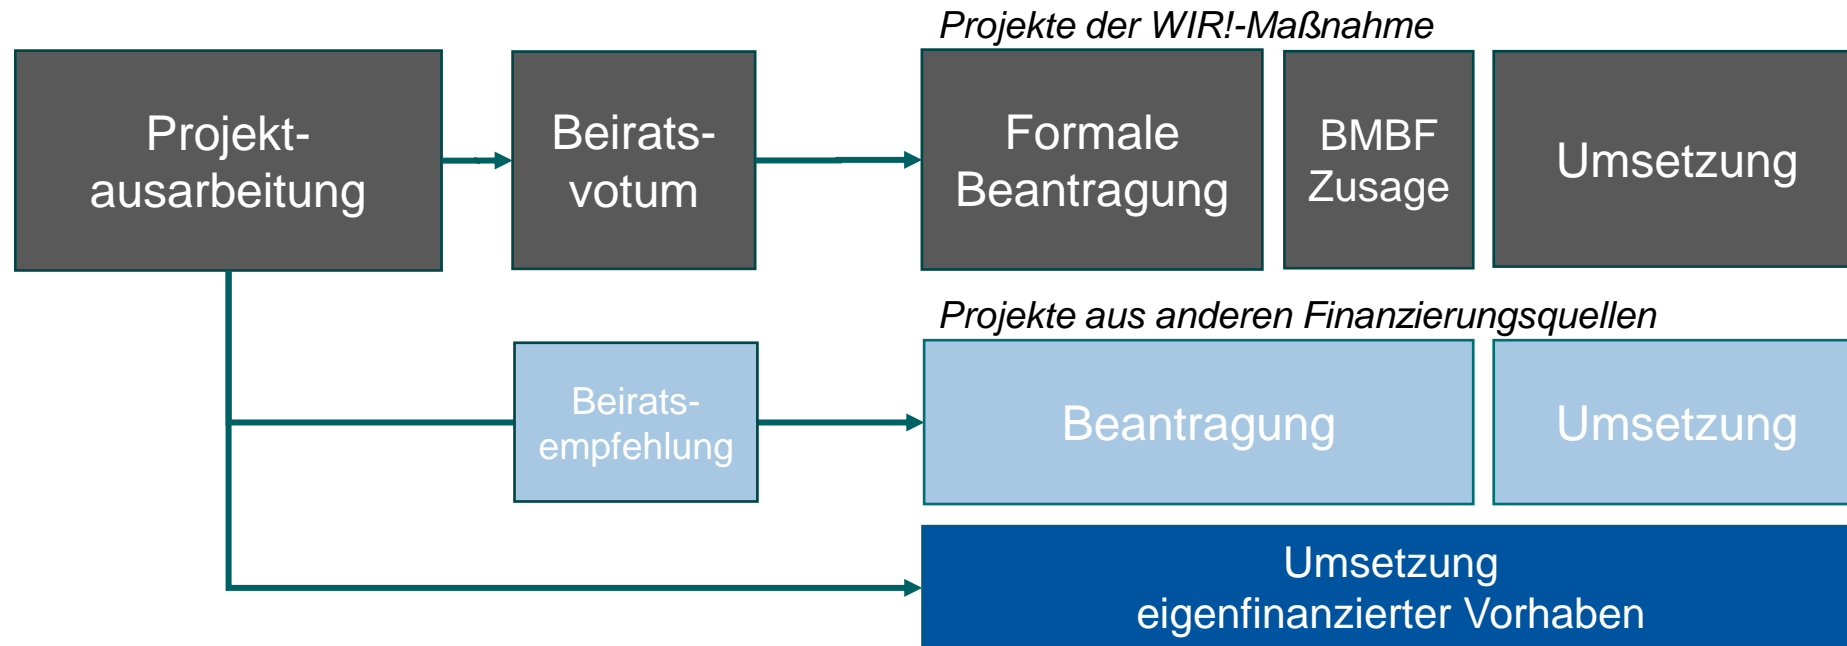 Projekte der WIR!-Maßnahme
Projekt-
ausarbeitung
Beirats-
votum
Formale
Beantragung
BMBF
Zusage
Umsetzung
Projekte aus anderen Finanzierungsquellen
Beirats-
empfehlung
Beantragung
Umsetzung
Umsetzung
eigenfinanzierter Vorhaben